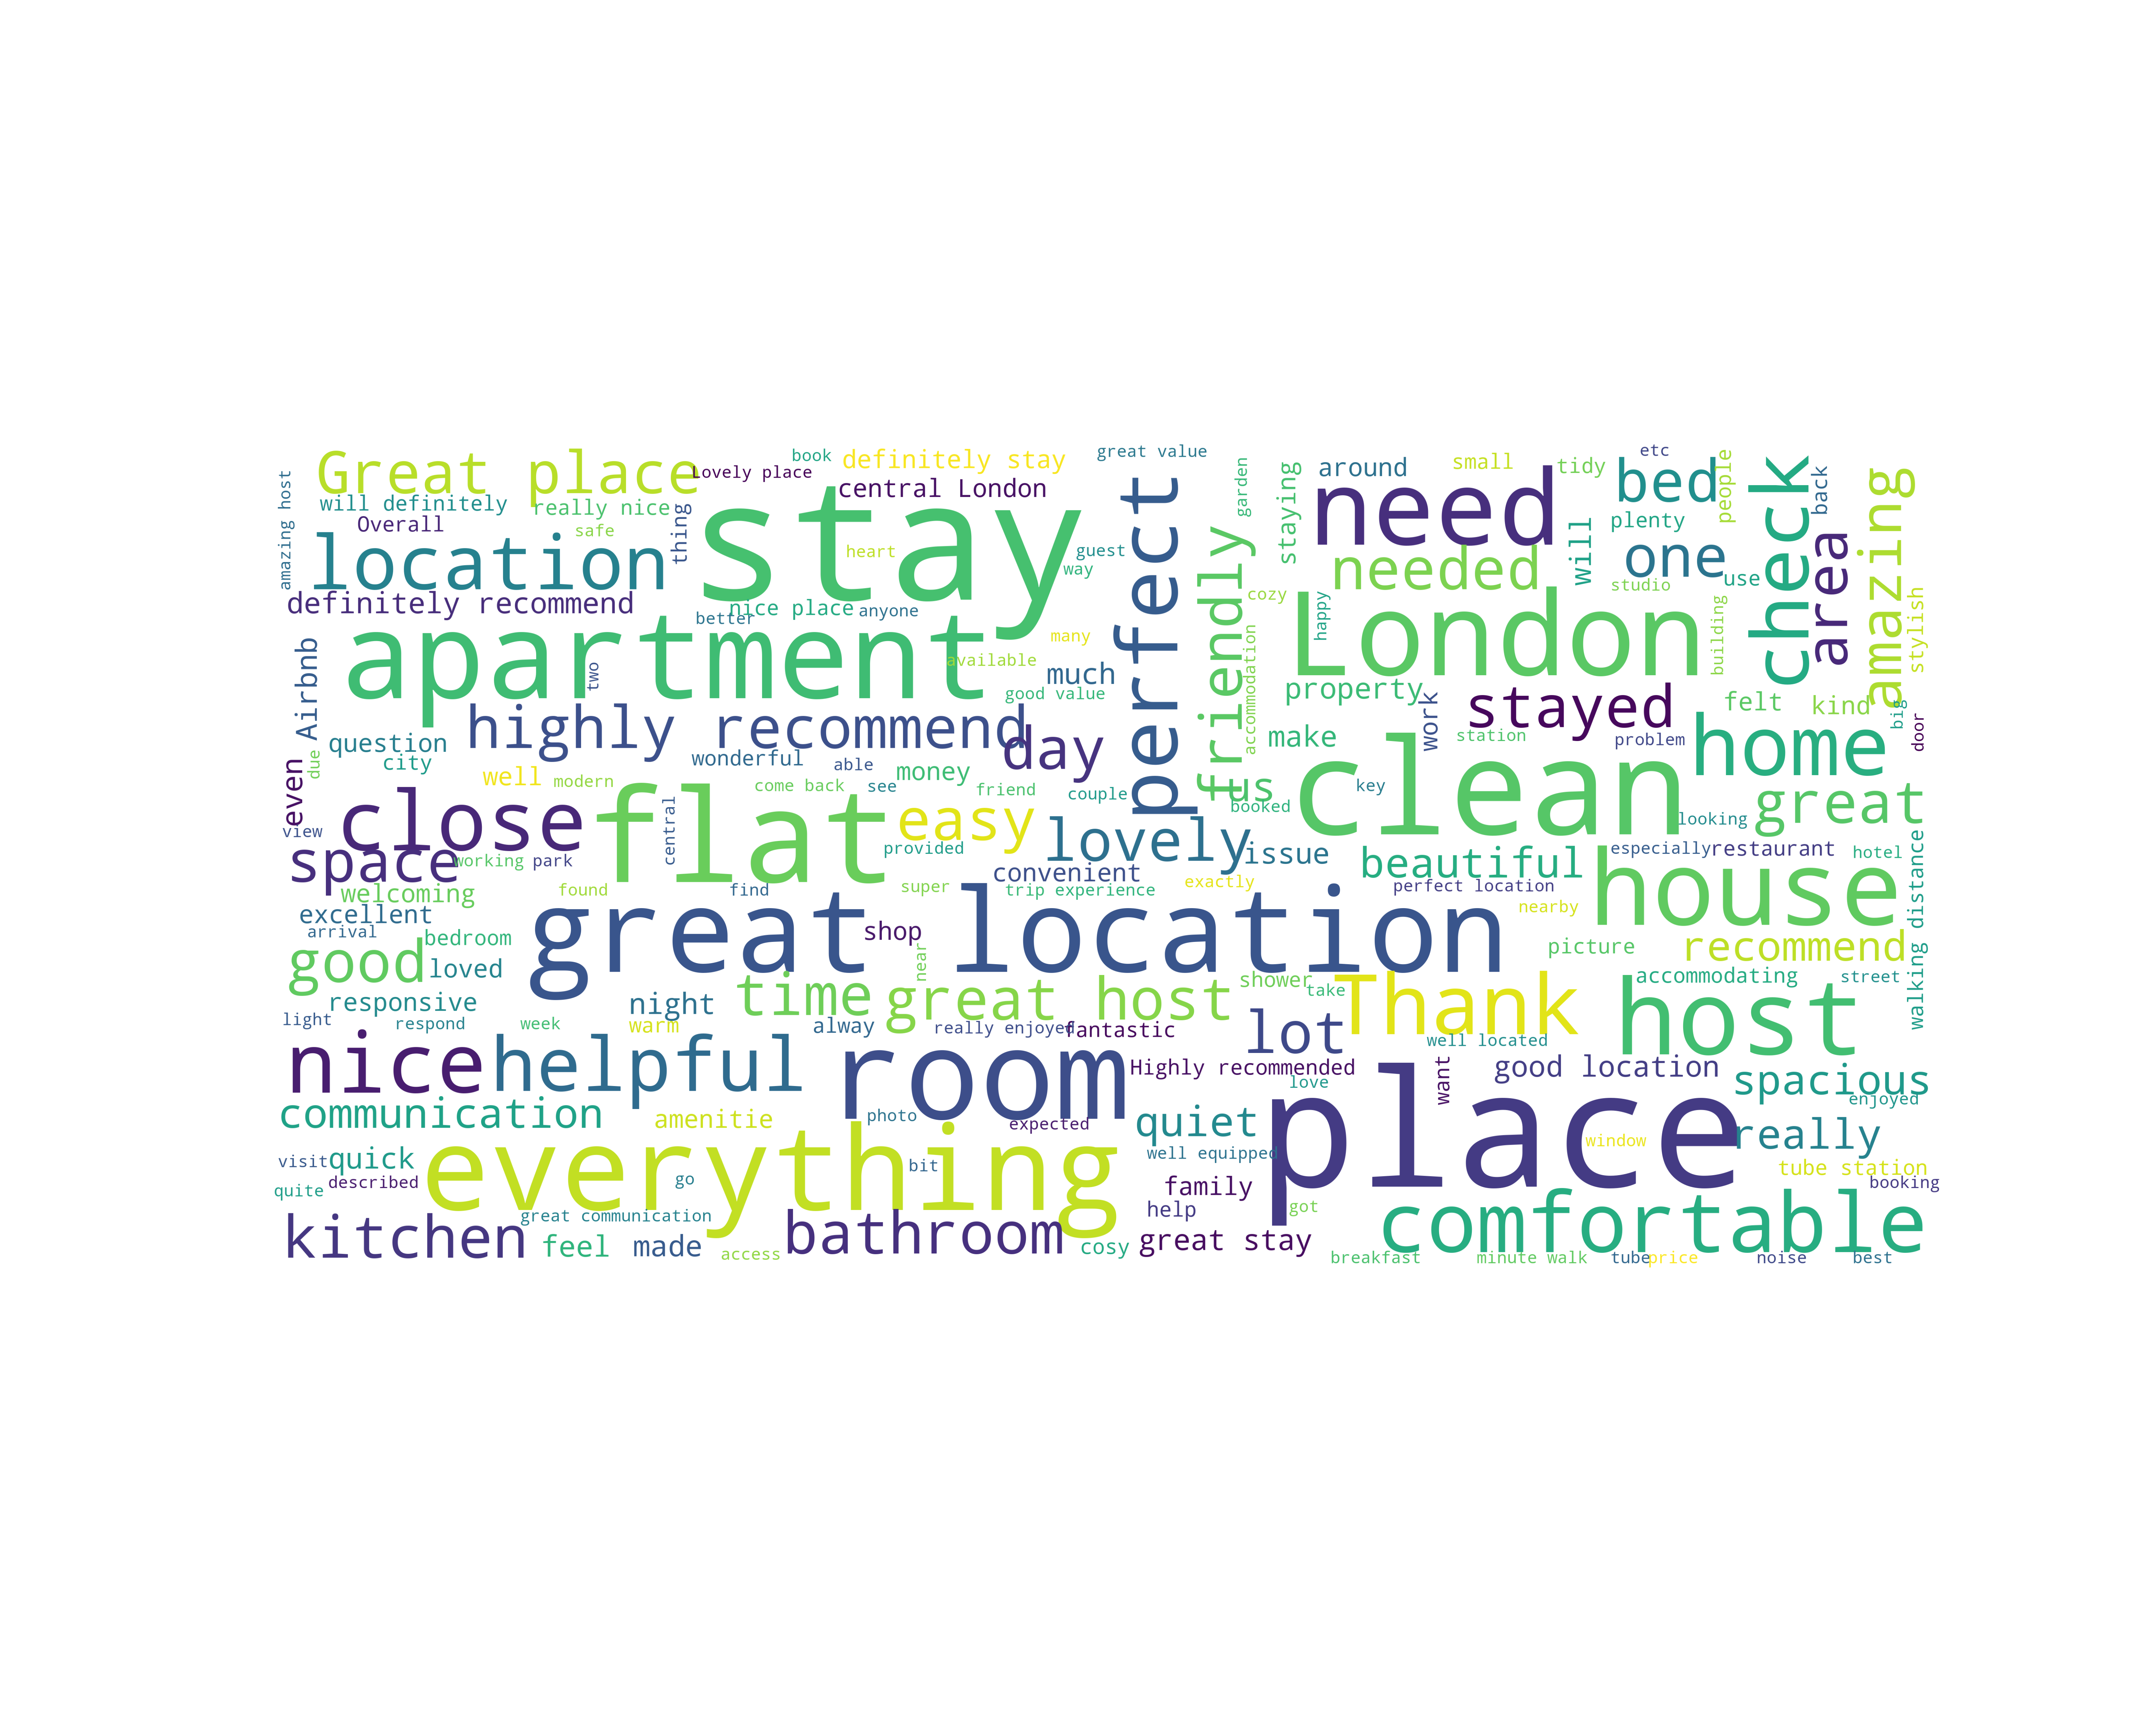 Great place
Lovely place
book
definitely stay
great value
garden
staying
around
small
tidy
etc
people
bed
check
back
amazing
amazing host
will definitely
really nice
central London
stay
perfect
need
plenty
one
will
Overall
safe
thing
location
heart
guest
way
friendly
needed
studio
use
area
stylish
definitely recommend
nice place
better
anyone
cozy
happy
London
building
apartment
two
many
available
much
good value
accommodation
property
stayed
felt
kind
big
door
Airbnb
highly recommend
day
make
work
station
problem
home
question
city
due
wonderful
able
money
well
modern
come back
see
friend
couple
us
booked
clean
key
great
looking
even
view
close
flat
central
easy
provided
lovely
issue
beautiful
especially
restaurant
hotel
walking distance
space
working
park
convenient
welcoming
found
find
super
trip experience
exactly
perfect location
nearby
house
excellent
arrival
great location
shop
near
picture
recommend
good
bedroom
loved
responsive
night
time
great host
shower
take
Thank
accommodating
street
host
light
respond
week
warm
alway
really enjoyed
fantastic
lot
well located
nice
helpful
room
Highly recommended
love
want
good location
spacious
enjoyed
communication
amenitie
photo
expected
quiet
place
window
really
visit
quick
everything
bit
well equipped
tube station
quite
described
go
family
booking
great communication
help
got
comfortable
kitchen
feel
made
access
bathroom
cosy
great stay
breakfast
minute walk
tube
price
noise
best